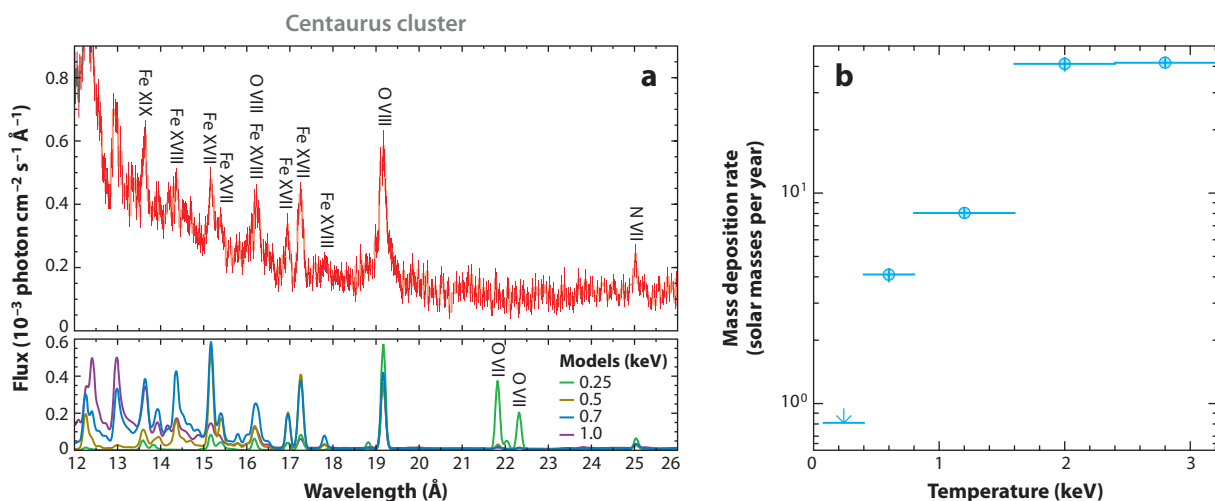 Centaurus cluster
a
Flux (10⁻³ photon cm⁻² s⁻¹ Å⁻¹)
0.8
0.6
0.4
0.2
0
Fe XIX
Fe XVIII
Fe XVII
Fe XVII
O VIII
Fe XVIII
Fe XVII
Fe XVII
Fe XVIII
O VIII
N VII
0.6
0.4
0.2
0
O VII
O VII
Models (keV)
0.25
0.5
0.7
1.0
12 13 14 15 16 17 18 19 20 21 22 23 24 25 26
Wavelength (Å)
b
Mass deposition rate
(solar masses per year)
10¹
10⁰
0 1 2 3
Temperature (keV)